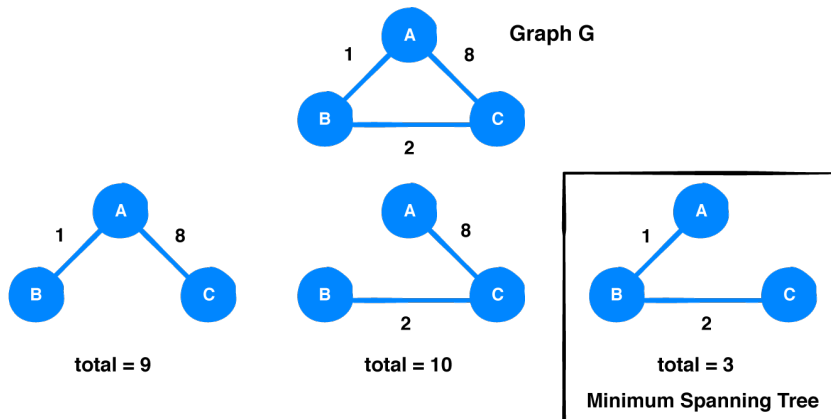 A
Graph G
1
8
B
C
2
A
1
8
B
C
total = 9
A
8
B
C
2
total = 10
A
1
B
C
2
total = 3
Minimum Spanning Tree